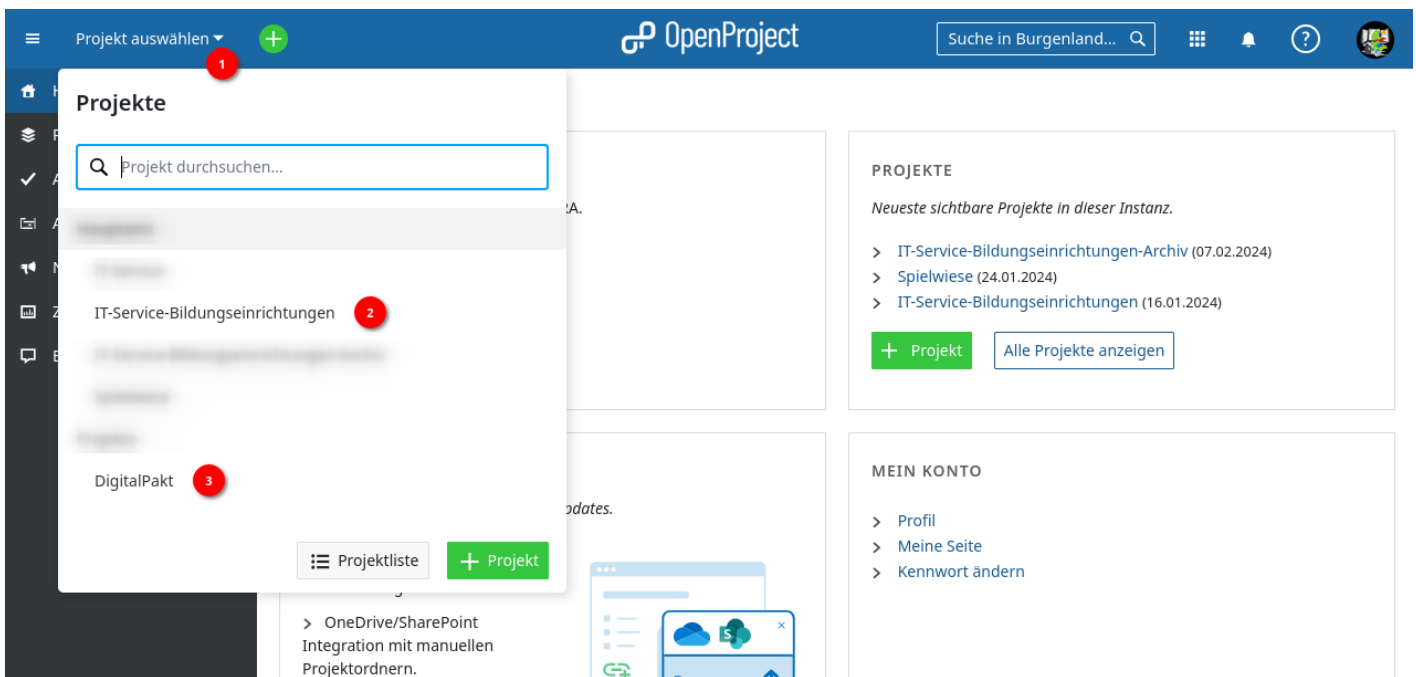 Projekt auswählen
OpenProject
Suche in Burgenland...
?
1
Projekte
Projekt durchsuchen...
IT-Service-Bildungseinrichtungen
2
DigitalPakt
3
Projektliste
+ Projekt
PROJEKTE
Neueste sichtbare Projekte in dieser Instanz.
> IT-Service-Bildungseinrichtungen-Archiv (07.02.2024)
> Spielwiese (24.01.2024)
> IT-Service-Bildungseinrichtungen (16.01.2024)
+ Projekt
Alle Projekte anzeigen
MEIN KONTO
> Profil
> Meine Seite
> Kennwort ändern
> OneDrive/SharePoint
Integration mit manuellen
Projektordnern.
S